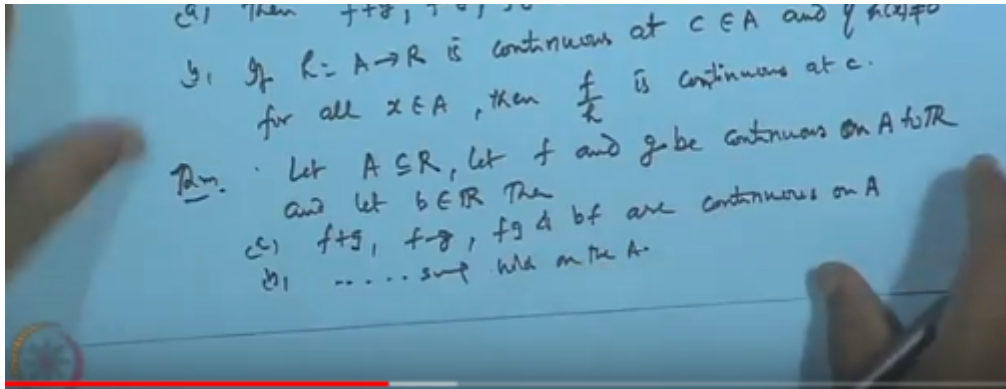 (a) Then f+g,
b, If h: A→R is continuous at c ∈ A and if h(x)≠0
for all x ∈ A, then f/h is continuous at c.
Thm. Let A ⊆ R, let f and g be continuous on A to R
and let b ∈ R Then
f+g, f-g, fg & bf are continuous on A
b, ..... hold on the A.